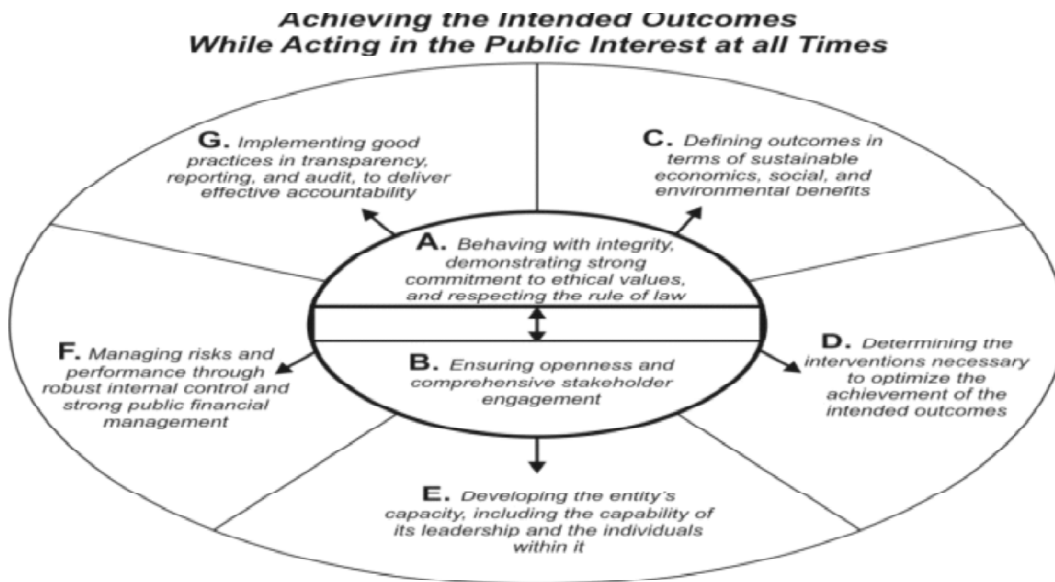 Achieving the Intended Outcomes
While Acting in the Public Interest at all Times
G. Implementing good
practices in transparency,
reporting, and audit, to deliver
effective accountability
C. Defining outcomes in
terms of sustainable
economics, social, and
environmental benefits
A. Behaving with integrity,
demonstrating strong
commitment to ethical values,
and respecting the rule of law
F. Managing risks and
performance through
robust internal control and
strong public financial
management
B. Ensuring openness and
comprehensive stakeholder
engagement
D. Determining the
interventions necessary
to optimize the
achievement of the
intended outcomes
E. Developing the entity's
capacity, including the capability of
its leadership and the individuals
within it